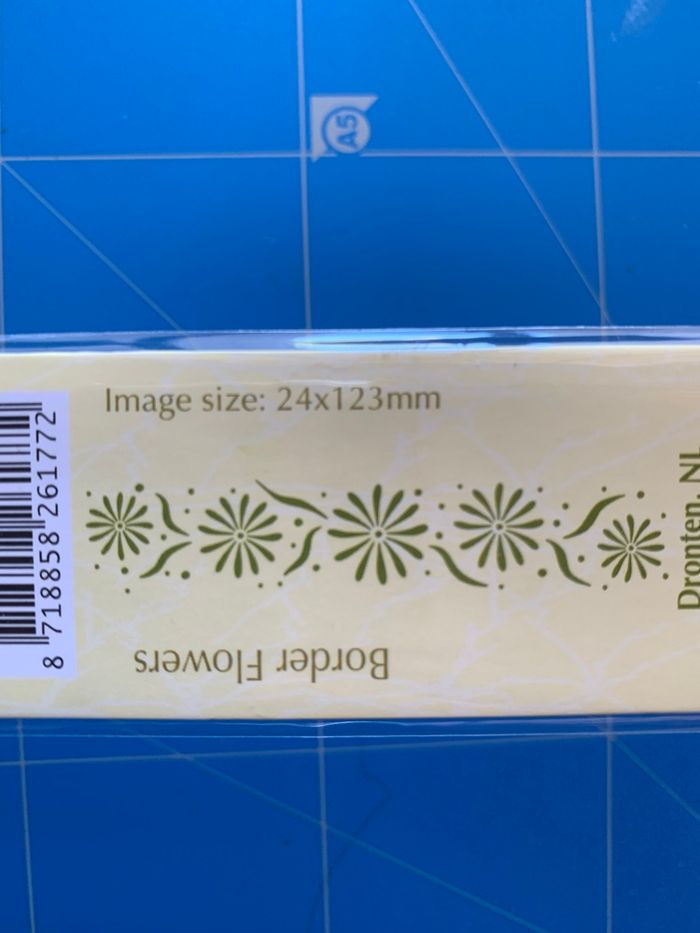 A5
Image size: 24x123mm
8 718858 261772
Border Flowers
Dronten NL